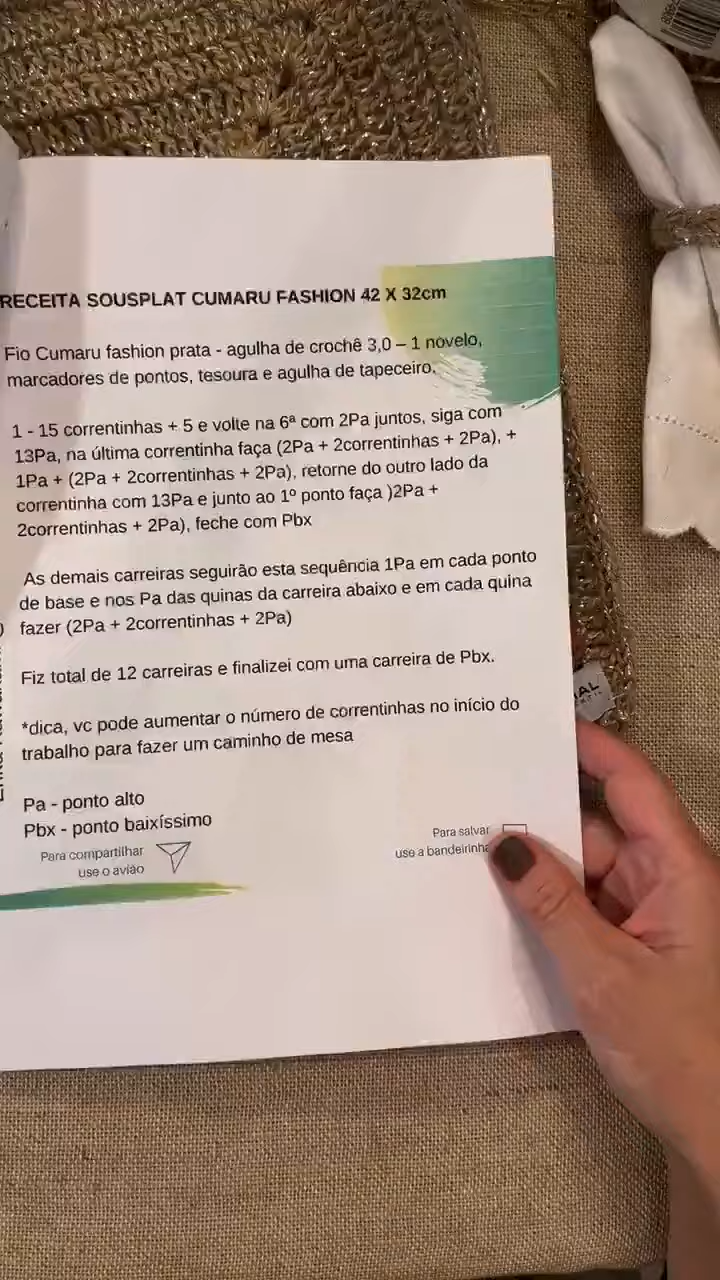 RECEITA SOUSPLAT CUMARU FASHION 42 X 32cm
Fio Cumaru fashion prata - agulha de crochê 3,0 – 1 novelo,
marcadores de pontos, tesoura e agulha de tapeceiro.
1 - 15 correntinhas + 5 e volte na 6ª com 2Pa juntos, siga com
13Pa, na última correntinha faça (2Pa + 2correntinhas + 2Pa), +
1Pa + (2Pa + 2correntinhas + 2Pa), retorne do outro lado da
correntinha com 13Pa e junto ao 1º ponto faça )2Pa +
2correntinhas + 2Pa), feche com Pbx
As demais carreiras seguirão esta sequência 1Pa em cada ponto
de base e nos Pa das quinas da carreira abaixo e em cada quina
fazer (2Pa + 2correntinhas + 2Pa)
Fiz total de 12 carreiras e finalizei com uma carreira de Pbx.
*dica, vc pode aumentar o número de correntinhas no início do
trabalho para fazer um caminho de mesa
Pa - ponto alto
Pbx - ponto baixíssimo
Para compartilhar
use o avião
Para salvar
use a bandeirinha